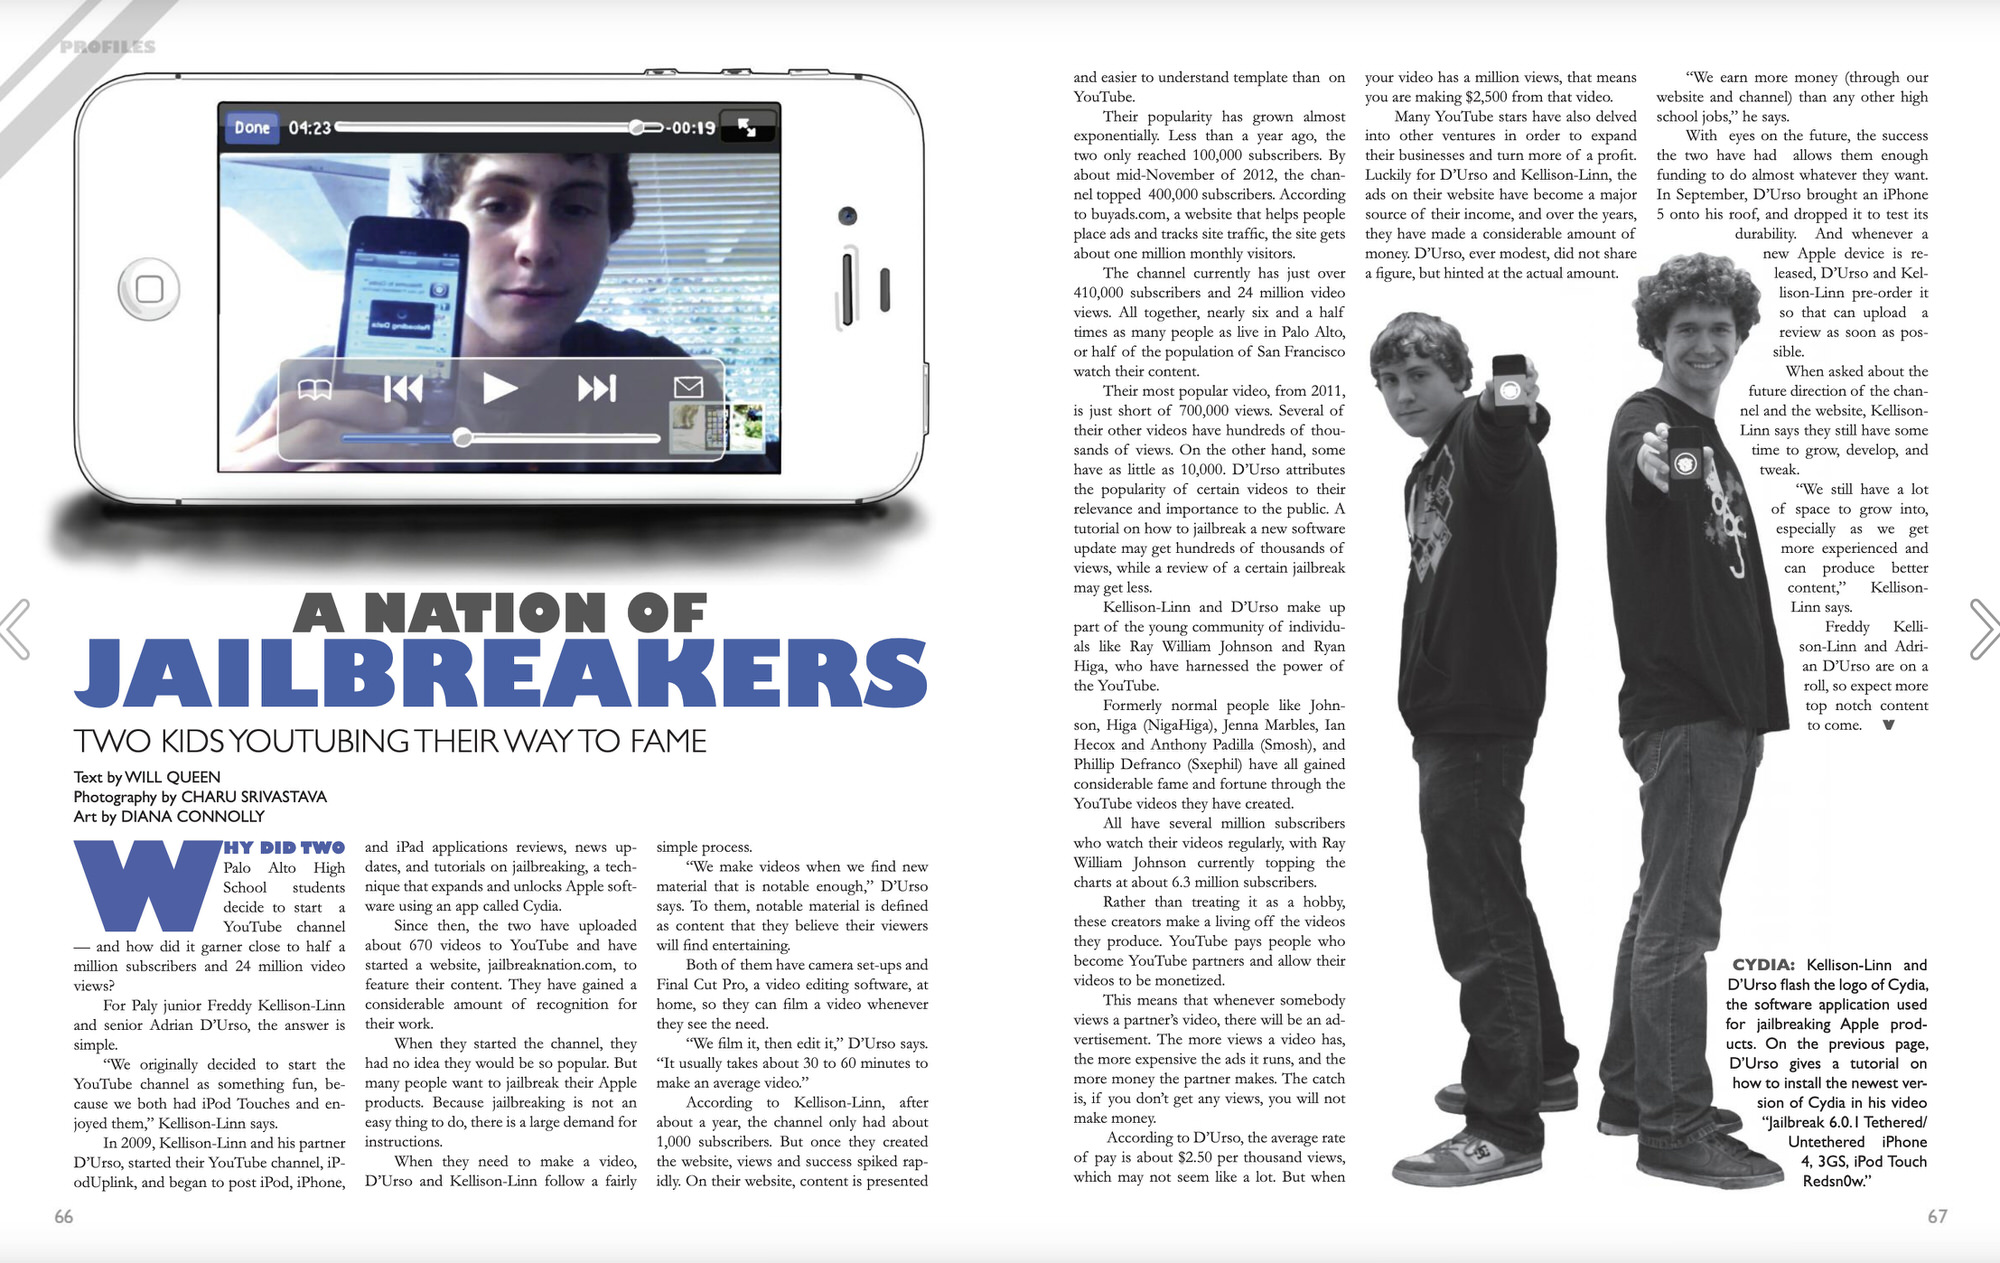 PROFILES
Done 04:23 -00:19
A NATION OF
JAILBREAKERS
TWO KIDS YOUTUBING THEIR WAY TO FAME
Text by WILL QUEEN
Photography by CHARU SRIVASTAVA
Art by DIANA CONNOLLY
WHY DID TWO
Palo Alto High
School students
decide to start a
YouTube channel
— and how did it garner close to half a
million subscribers and 24 million video
views?
For Paly junior Freddy Kellison-Linn
and senior Adrian D'Urso, the answer is
simple.
"We originally decided to start the
YouTube channel as something fun, be-
cause we both had iPod Touches and en-
joyed them," Kellison-Linn says.
In 2009, Kellison-Linn and his partner
D'Urso, started their YouTube channel, iP-
odUplink, and began to post iPod, iPhone,
and iPad applications reviews, news up-
dates, and tutorials on jailbreaking, a tech-
nique that expands and unlocks Apple soft-
ware using an app called Cydia.
Since then, the two have uploaded
about 670 videos to YouTube and have
started a website, jailbreaknation.com, to
feature their content. They have gained a
considerable amount of recognition for
their work.
When they started the channel, they
had no idea they would be so popular. But
many people want to jailbreak their Apple
products. Because jailbreaking is not an
easy thing to do, there is a large demand for
instructions.
When they need to make a video,
D'Urso and Kellison-Linn follow a fairly
simple process.
"We make videos when we find new
material that is notable enough," D'Urso
says. To them, notable material is defined
as content that they believe their viewers
will find entertaining.
Both of them have camera set-ups and
Final Cut Pro, a video editing software, at
home, so they can film a video whenever
they see the need.
"We film it, then edit it," D'Urso says.
"It usually takes about 30 to 60 minutes to
make an average video."
According to Kellison-Linn, after
about a year, the channel only had about
1,000 subscribers. But once they created
the website, views and success spiked rap-
idly. On their website, content is presented
66
and easier to understand template than on
YouTube.
Their popularity has grown almost
exponentially. Less than a year ago, the
two only reached 100,000 subscribers. By
about mid-November of 2012, the chan-
nel topped 400,000 subscribers. According
to buyads.com, a website that helps people
place ads and tracks site traffic, the site gets
about one million monthly visitors.
The channel currently has just over
410,000 subscribers and 24 million video
views. All together, nearly six and a half
times as many people as live in Palo Alto,
or half of the population of San Francisco
watch their content.
Their most popular video, from 2011,
is just short of 700,000 views. Several of
their other videos have hundreds of thou-
sands of views. On the other hand, some
have as little as 10,000. D'Urso attributes
the popularity of certain videos to their
relevance and importance to the public. A
tutorial on how to jailbreak a new software
update may get hundreds of thousands of
views, while a review of a certain jailbreak
may get less.
Kellison-Linn and D'Urso make up
part of the young community of individu-
als like Ray William Johnson and Ryan
Higa, who have harnessed the power of
the YouTube.
Formerly normal people like John-
son, Higa (NigaHiga), Jenna Marbles, Ian
Hecox and Anthony Padilla (Smosh), and
Phillip Defranco (Sxephil) have all gained
considerable fame and fortune through the
YouTube videos they have created.
All have several million subscribers
who watch their videos regularly, with Ray
William Johnson currently topping the
charts at about 6.3 million subscribers.
Rather than treating it as a hobby,
these creators make a living off the videos
they produce. YouTube pays people who
become YouTube partners and allow their
videos to be monetized.
This means that whenever somebody
views a partner's video, there will be an ad-
vertisement. The more views a video has,
the more expensive the ads it runs, and the
more money the partner makes. The catch
is, if you don't get any views, you will not
make money.
According to D'Urso, the average rate
of pay is about $2.50 per thousand views,
which may not seem like a lot. But when
your video has a million views, that means
you are making $2,500 from that video.
Many YouTube stars have also delved
into other ventures in order to expand
their businesses and turn more of a profit.
Luckily for D'Urso and Kellison-Linn, the
ads on their website have become a major
source of their income, and over the years,
they have made a considerable amount of
money. D'Urso, ever modest, did not share
a figure, but hinted at the actual amount.
"We earn more money (through our
website and channel) than any other high
school jobs," he says.
With eyes on the future, the success
the two have had allows them enough
funding to do almost whatever they want.
In September, D'Urso brought an iPhone
5 onto his roof, and dropped it to test its
durability. And whenever a
new Apple device is re-
leased, D'Urso and Kel-
lison-Linn pre-order it
so that can upload a
review as soon as pos-
sible.
When asked about the
future direction of the chan-
nel and the website, Kellison-
Linn says they still have some
time to grow, develop, and
tweak.
"We still have a lot
of space to grow into,
especially as we get
more experienced and
can produce better
content," Kellison-
Linn says.
Freddy Kelli-
son-Linn and Adri-
an D'Urso are on a
roll, so expect more
top notch content
to come. V
CYDIA: Kellison-Linn and
D'Urso flash the logo of Cydia,
the software application used
for jailbreaking Apple prod-
ucts. On the previous page,
D'Urso gives a tutorial on
how to install the newest ver-
sion of Cydia in his video
"Jailbreak 6.0.1 Tethered/
Untethered iPhone
4, 3GS, iPod Touch
Redsn0w."
67